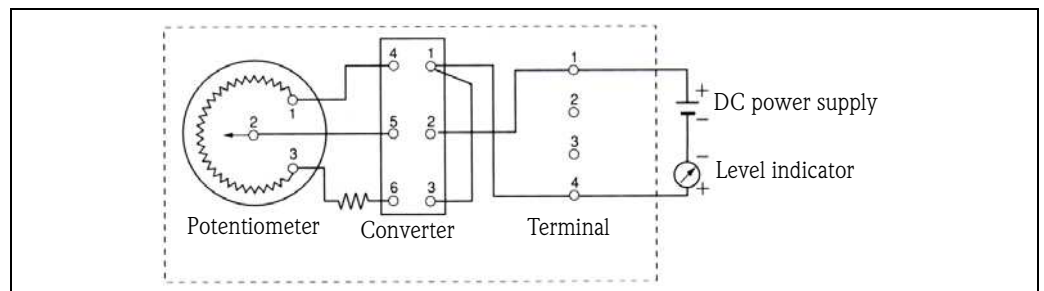 4 1
1
+
DC power supply
1
2
−
2
5 2
3
3
−
4
Level indicator
+
6 3
Potentiometer
Converter
Terminal